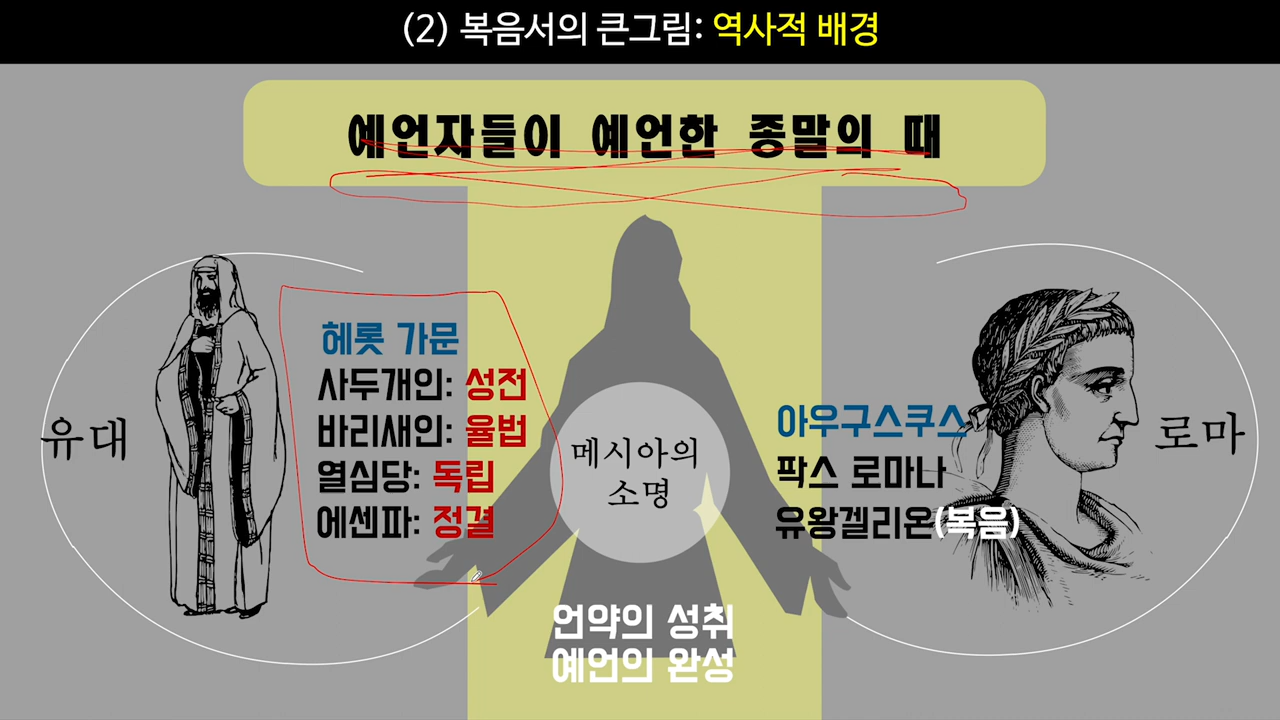 (2) 복음서의 큰그림: 역사적 배경
예언자들이 예언한 종말의 때
유대
헤롯 가문
사두개인: 성전
바리새인: 율법
열심당: 독립
에센파: 정결
메시아의
소명
언약의 성취
예언의 완성
아우구스쿠스
팍스 로마나
유왕겔리온(복음)
로마